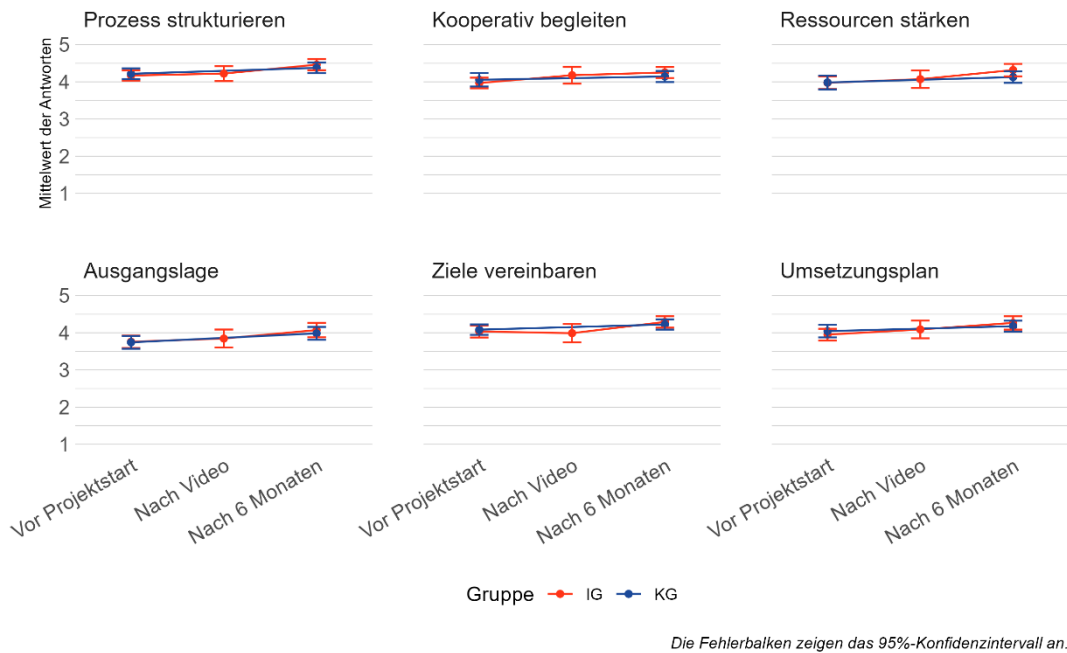 Prozess strukturieren
Kooperativ begleiten
Ressourcen stärken
Mittelwert der Antworten
5
4
3
2
1
Ausgangslage
Ziele vereinbaren
Umsetzungsplan
5
4
3
2
1
Vor Projektstart
Nach Video
Nach 6 Monaten
Vor Projektstart
Nach Video
Nach 6 Monaten
Vor Projektstart
Nach Video
Nach 6 Monaten
Gruppe IG KG
Die Fehlerbalken zeigen das 95%-Konfidenzintervall an.